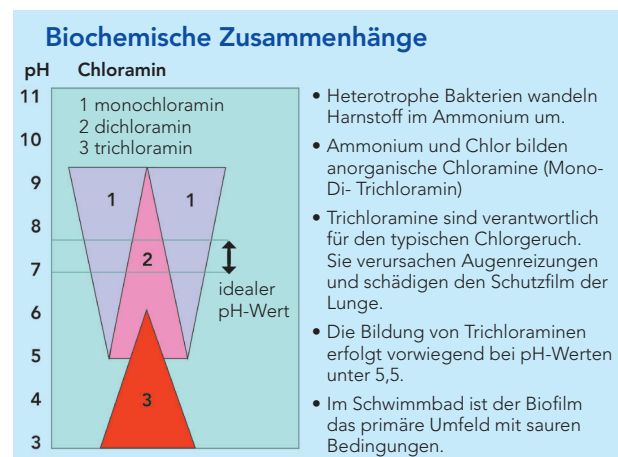 Biochemische Zusammenhänge
pH Chloramin
11
10
9
8
7
6
5
4
3
1 monochloramin
2 dichloramin
3 trichloramin
1
1
2
3
idealer
pH-Wert
• Heterotrophe Bakterien wandeln
Harnstoff im Ammonium um.
• Ammonium und Chlor bilden
anorganische Chloramine (Mono-
Di- Trichloramin)
• Trichloramine sind verantwortlich
für den typischen Chlorgeruch.
Sie verursachen Augenreizungen
und schädigen den Schutzfilm der
Lunge.
• Die Bildung von Trichloraminen
erfolgt vorwiegend bei pH-Werten
unter 5,5.
• Im Schwimmbad ist der Biofilm
das primäre Umfeld mit sauren
Bedingungen.